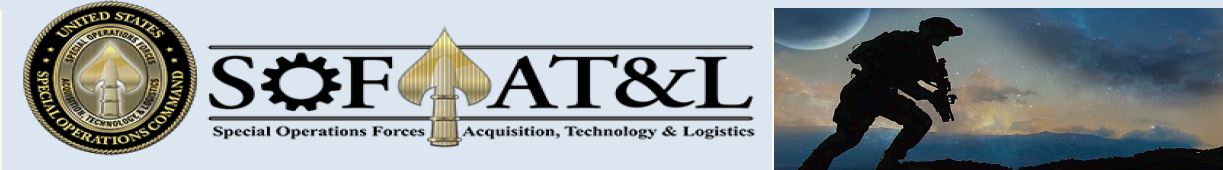 UNITED STATES
SPECIAL OPERATIONS COMMAND
SPECIAL OPERATIONS FORCES
ACQUISITION, TECHNOLOGY, & LOGISTICS
SOF AT&L
Special Operations Forces Acquisition, Technology & Logistics